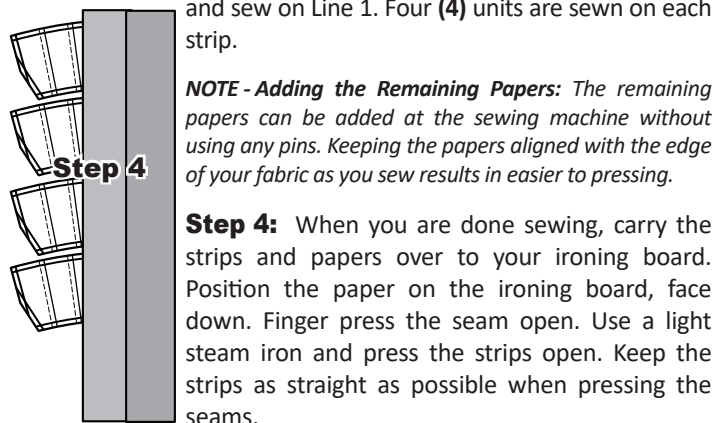 and sew on Line 1. Four (4) units are sewn on each
strip.
NOTE - Adding the Remaining Papers: The remaining
papers can be added at the sewing machine without
using any pins. Keeping the papers aligned with the edge
of your fabric as you sew results in easier to pressing.
Step 4
Step 4: When you are done sewing, carry the
strips and papers over to your ironing board.
Position the paper on the ironing board, face
down. Finger press the seam open. Use a light
steam iron and press the strips open. Keep the
strips as straight as possible when pressing the
seams.